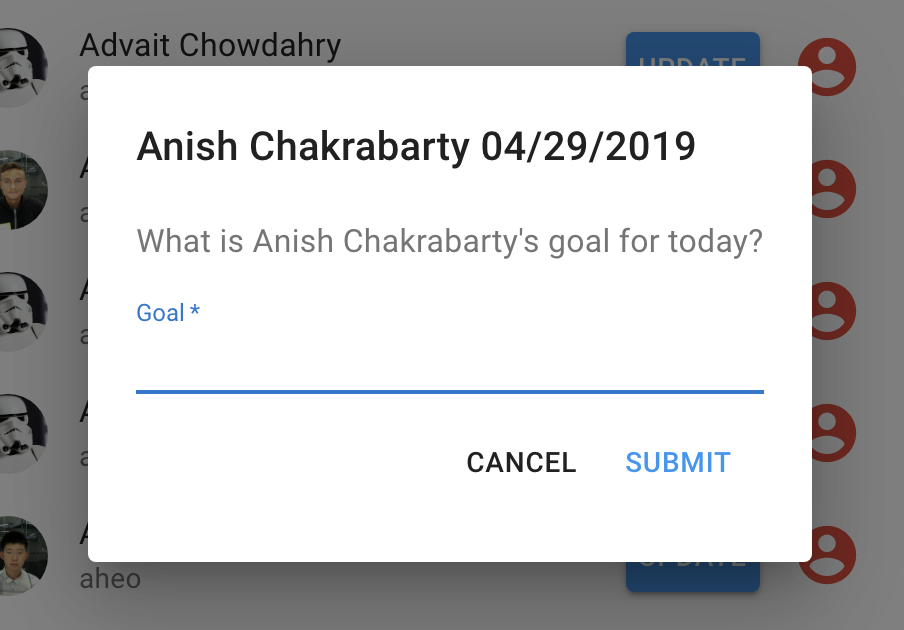 Advait Chowdahry
UPDATE
Anish Chakrabarty 04/29/2019
What is Anish Chakrabarty's goal for today?
Goal *
CANCEL
SUBMIT
UPDATE
aheo